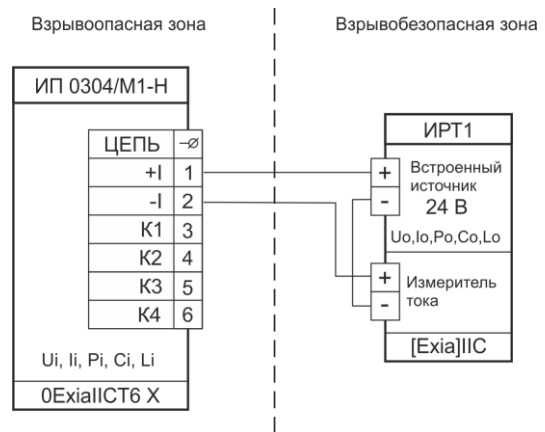 Взрывоопасная зона
Взрывобезопасная зона
ИП 0304/М1-Н
ЦЕПЬ
+I 1
-I 2
К1 3
К2 4
К3 5
К4 6
Ui, Ii, Pi, Ci, Li
0ExiaIICT6 X
ИРТ1
+ Встроенный
источник
- 24 В
Uo,Io,Po,Co,Lo
+ Измеритель
- тока
[Exia]IIC